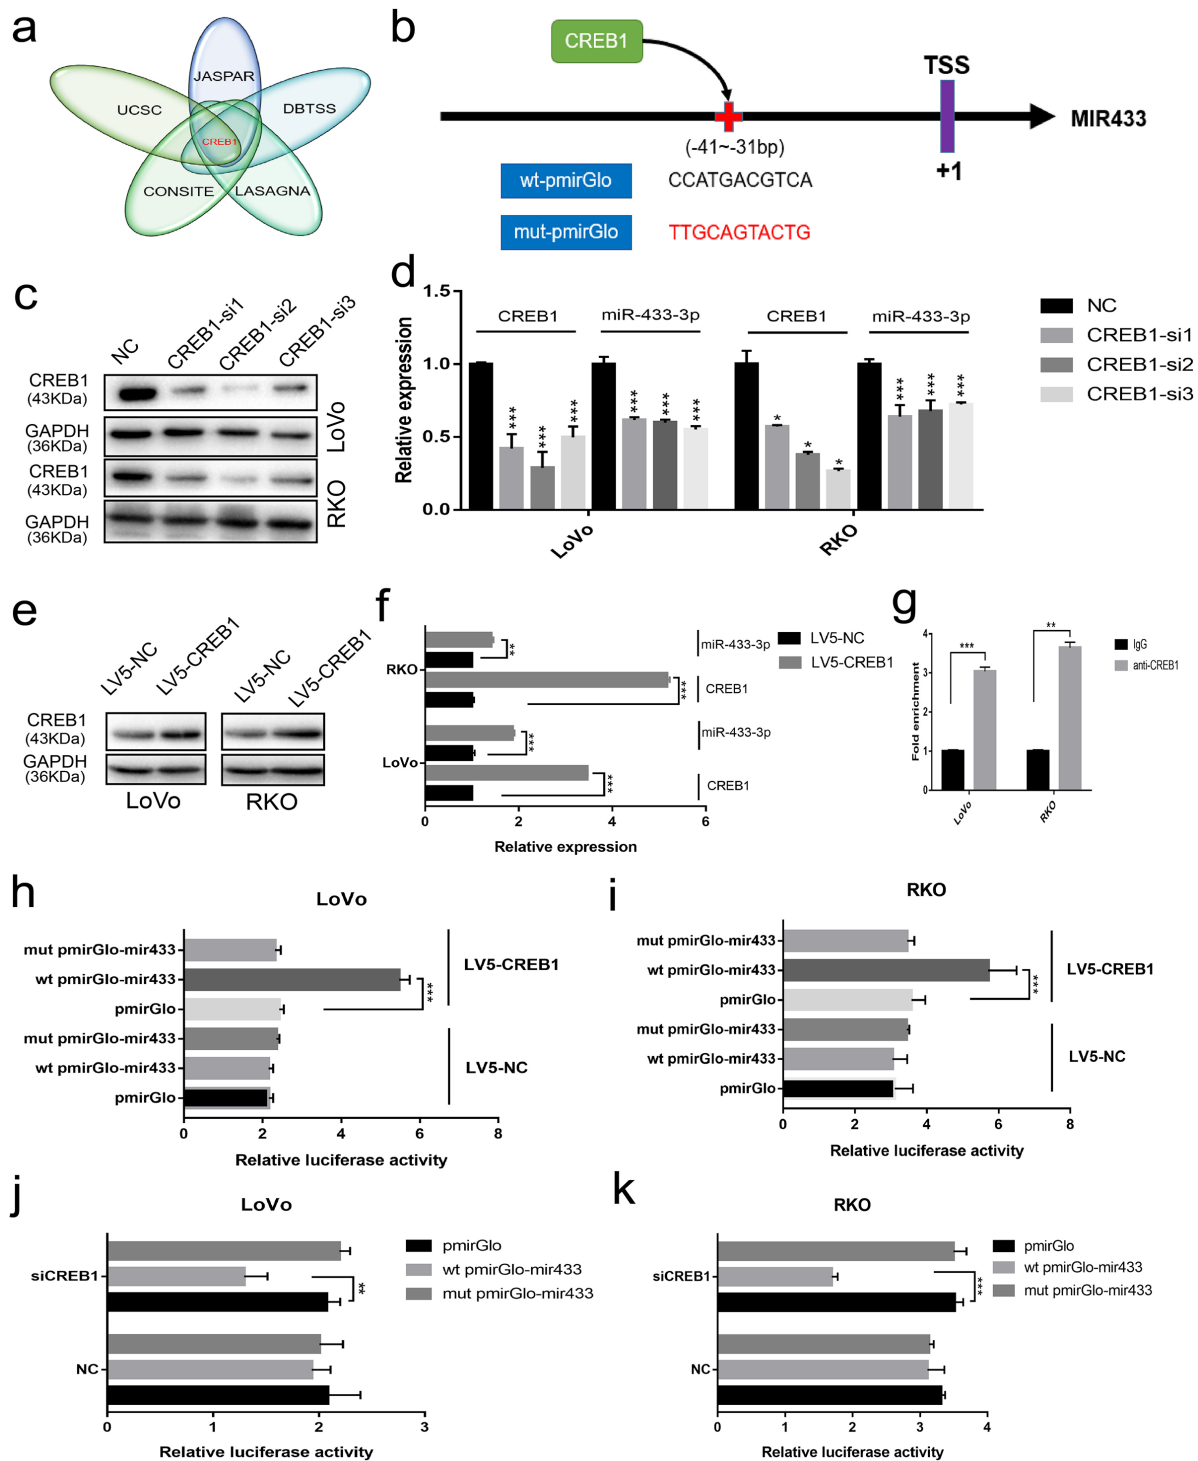 a
JASPAR
UCSC
DBTSS
CREB1
CONSITE
LASAGNA
b
CREB1
TSS
MIR433
(-41~-31bp)
+1
wt-pmirGlo
CCATGACGTCA
mut-pmirGlo
TTGCAGTACTG
c
NC
CREB1-si1
CREB1-si2
CREB1-si3
CREB1
(43KDa)
GAPDH
(36KDa)
LoVo
CREB1
(43KDa)
GAPDH
(36KDa)
RKO
d
Relative expression
1.5
1.0
0.5
0.0
CREB1
miR-433-3p
CREB1
miR-433-3p
***
***
***
***
***
***
*
*
*
***
***
***
LoVo
RKO
NC
CREB1-si1
CREB1-si2
CREB1-si3
e
LV5-NC
LV5-CREB1
LV5-NC
LV5-CREB1
CREB1
(43KDa)
GAPDH
(36KDa)
LoVo
RKO
f
RKO
LoVo
**
***
***
***
miR-433-3p
CREB1
miR-433-3p
CREB1
LV5-NC
LV5-CREB1
0
2
4
6
Relative expression
g
Fold enrichment
4
3
2
1
0
***
**
LoVo
RKO
IgG
anti-CREB1
h
LoVo
mut pmirGlo-mir433
wt pmirGlo-mir433
pmirGlo
mut pmirGlo-mir433
wt pmirGlo-mir433
pmirGlo
***
LV5-CREB1
LV5-NC
0
2
4
6
8
Relative luciferase activity
i
RKO
mut pmirGlo-mir433
wt pmirGlo-mir433
pmirGlo
mut pmirGlo-mir433
wt pmirGlo-mir433
pmirGlo
***
LV5-CREB1
LV5-NC
0
2
4
6
8
Relative luciferase activity
j
LoVo
siCREB1
NC
**
pmirGlo
wt pmirGlo-mir433
mut pmirGlo-mir433
0
1
2
3
Relative luciferase activity
k
RKO
siCREB1
NC
***
pmirGlo
wt pmirGlo-mir433
mut pmirGlo-mir433
0
1
2
3
4
Relative luciferase activity